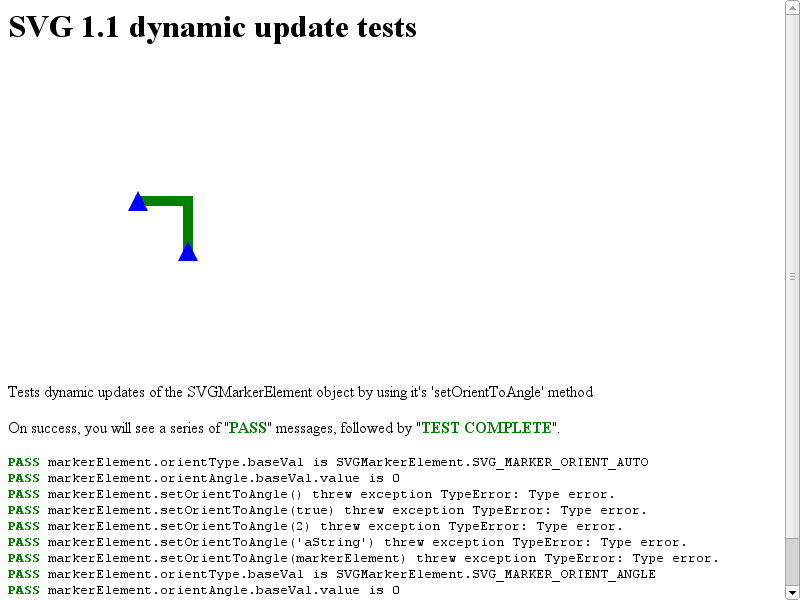 SVG 1.1 dynamic update tests
Tests dynamic updates of the SVGMarkerElement object by using it's 'setOrientToAngle' method
On success, you will see a series of "PASS" messages, followed by "TEST COMPLETE".
PASS markerElement.orientType.baseVal is SVGMarkerElement.SVG_MARKER_ORIENT_AUTO
PASS markerElement.orientAngle.baseVal.value is 0
PASS markerElement.setOrientToAngle() threw exception TypeError: Type error.
PASS markerElement.setOrientToAngle(true) threw exception TypeError: Type error.
PASS markerElement.setOrientToAngle(2) threw exception TypeError: Type error.
PASS markerElement.setOrientToAngle('aString') threw exception TypeError: Type error.
PASS markerElement.setOrientToAngle(markerElement) threw exception TypeError: Type error.
PASS markerElement.orientType.baseVal is SVGMarkerElement.SVG_MARKER_ORIENT_ANGLE
PASS markerElement.orientAngle.baseVal.value is 0